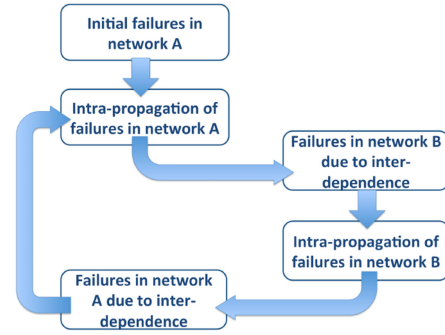 Initial failures in
network A
Intra-propagation of
failures in network A
Failures in network B
due to inter-
dependence
Intra-propagation of
failures in network B
Failures in network
A due to inter-
dependence